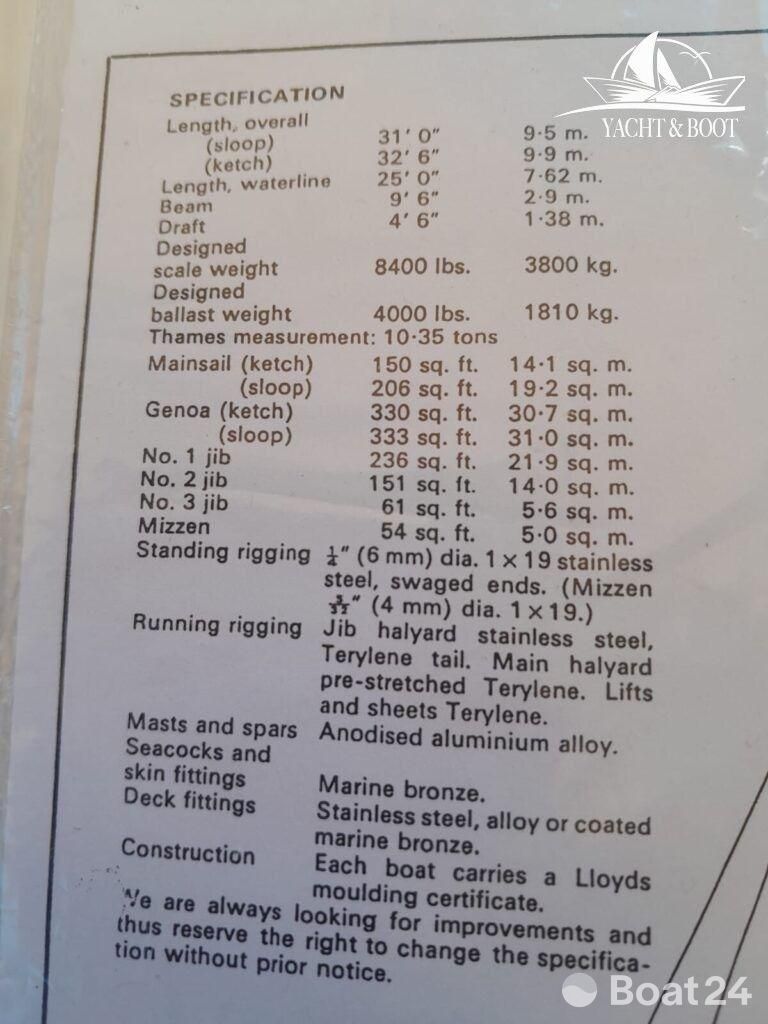 YACHT & BOOT
SPECIFICATION
Length, overall
(sloop) 31' 0" 9·5 m.
(ketch) 32' 6" 9·9 m.
Length, waterline 25' 0" 7·62 m.
Beam 9' 6" 2·9 m.
Draft 4' 6" 1·38 m.
Designed
scale weight 8400 lbs. 3800 kg.
Designed
ballast weight 4000 lbs. 1810 kg.
Thames measurement: 10·35 tons
Mainsail (ketch) 150 sq. ft. 14·1 sq. m.
(sloop) 206 sq. ft. 19·2 sq. m.
Genoa (ketch) 330 sq. ft. 30·7 sq. m.
(sloop) 333 sq. ft. 31·0 sq. m.
No. 1 jib 236 sq. ft. 21·9 sq. m.
No. 2 jib 151 sq. ft. 14·0 sq. m.
No. 3 jib 61 sq. ft. 5·6 sq. m.
Mizzen 54 sq. ft. 5·0 sq. m.
Standing rigging ¼" (6 mm) dia. 1 × 19 stainless
steel, swaged ends. (Mizzen
5/32" (4 mm) dia. 1 × 19.)
Running rigging Jib halyard stainless steel,
Terylene tail. Main halyard
pre-stretched Terylene. Lifts
and sheets Terylene.
Masts and spars Anodised aluminium alloy.
Seacocks and
skin fittings Marine bronze.
Deck fittings Stainless steel, alloy or coated
marine bronze.
Construction Each boat carries a Lloyds
moulding certificate.
We are always looking for improvements and
thus reserve the right to change the specifica-
tion without prior notice.
Boat24